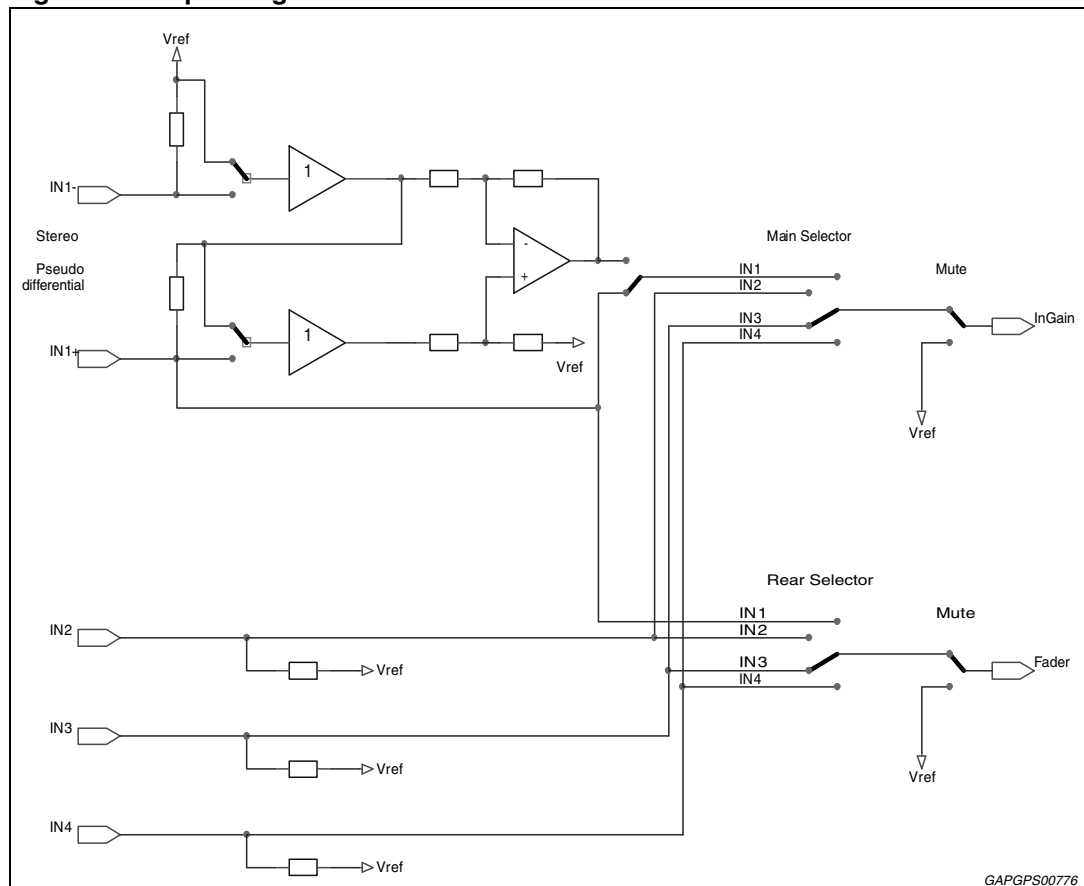 Vref
1
IN1-
Stereo
Pseudo
differential
-
+
IN1+
1
Vref
Main Selector
IN1
IN2
IN3
IN4
Mute
InGain
Vref
Rear Selector
IN1
IN2
IN3
IN4
Mute
Fader
Vref
IN2
Vref
IN3
Vref
IN4
Vref
GAPGPS00776